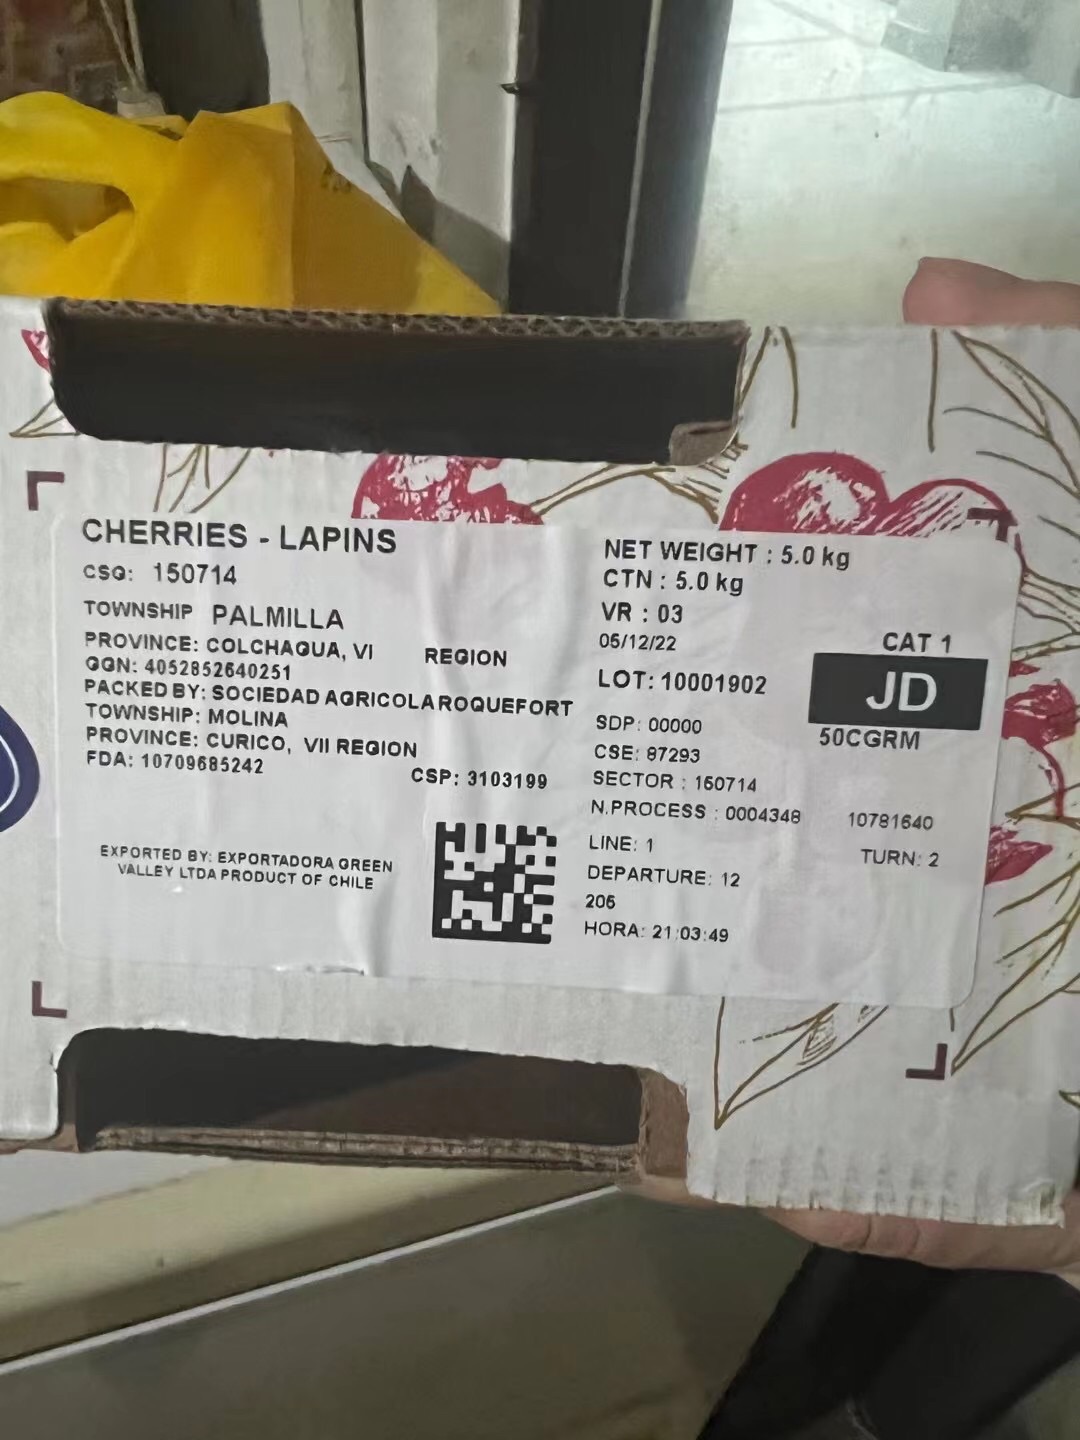 CHERRIES - LAPINS
CSG: 150714
TOWNSHIP PALMILLA
PROVINCE: COLCHAGUA, VI REGION
GGN: 4052852640251
PACKED BY: SOCIEDAD AGRICOLA ROQUEFORT
TOWNSHIP: MOLINA
PROVINCE: CURICO, VII REGION
FDA: 10709685242
CSP: 3103199
EXPORTED BY: EXPORTADORA GREEN
VALLEY LTDA PRODUCT OF CHILE
NET WEIGHT : 5.0 kg
CTN : 5.0 kg
VR : 03
05/12/22
CAT 1
LOT: 10001902
JD
50CGRM
SDP: 00000
CSE: 87293
SECTOR : 150714
N.PROCESS : 0004348 10781640
LINE: 1
TURN: 2
DEPARTURE: 12
206
HORA: 21:03:49